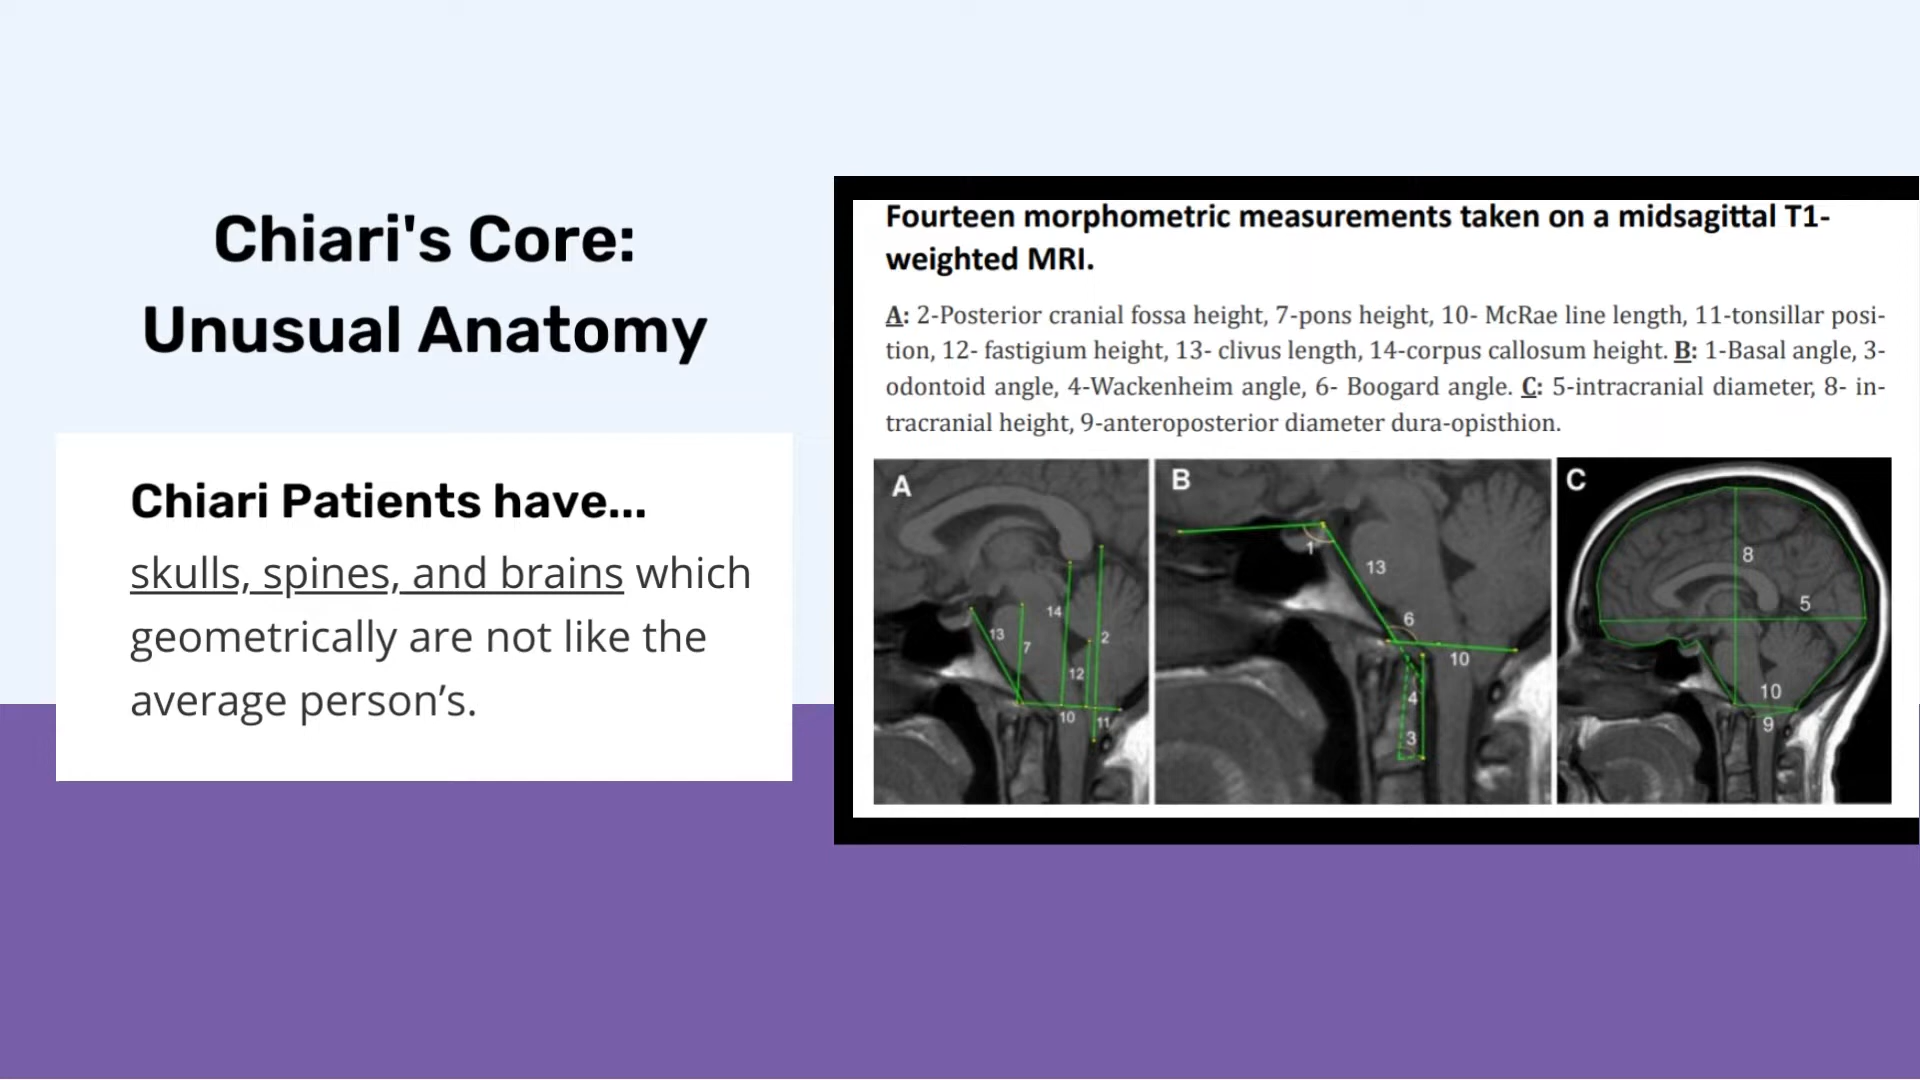 Chiari's Core:
Unusual Anatomy
Chiari Patients have...
skulls, spines, and brains which
geometrically are not like the
average person’s.
Fourteen morphometric measurements taken on a midsagittal T1-
weighted MRI.
A: 2-Posterior cranial fossa height, 7-pons height, 10- McRae line length, 11-tonsillar posi-
tion, 12- fastigium height, 13- clivus length, 14-corpus callosum height. B: 1-Basal angle, 3-
odontoid angle, 4-Wackenheim angle, 6- Boogard angle. C: 5-intracranial diameter, 8- in-
tracranial height, 9-anteroposterior diameter dura-opisthion.
A
14
13
7
2
12
10
11
B
1
13
6
10
4
3
C
8
5
10
9